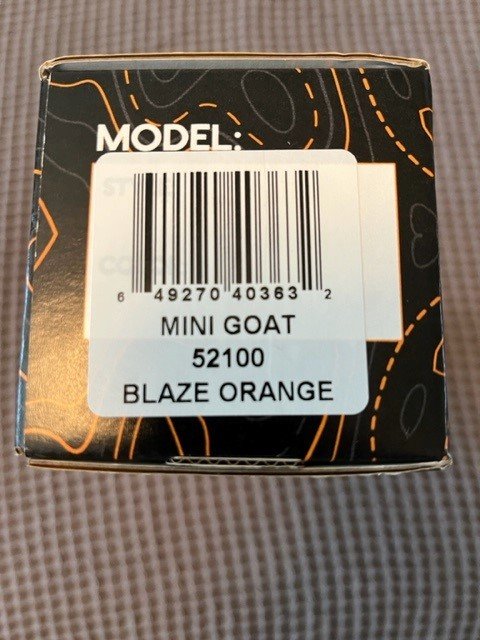 MODEL:
6 49270 40363 2
MINI GOAT
52100
BLAZE ORANGE